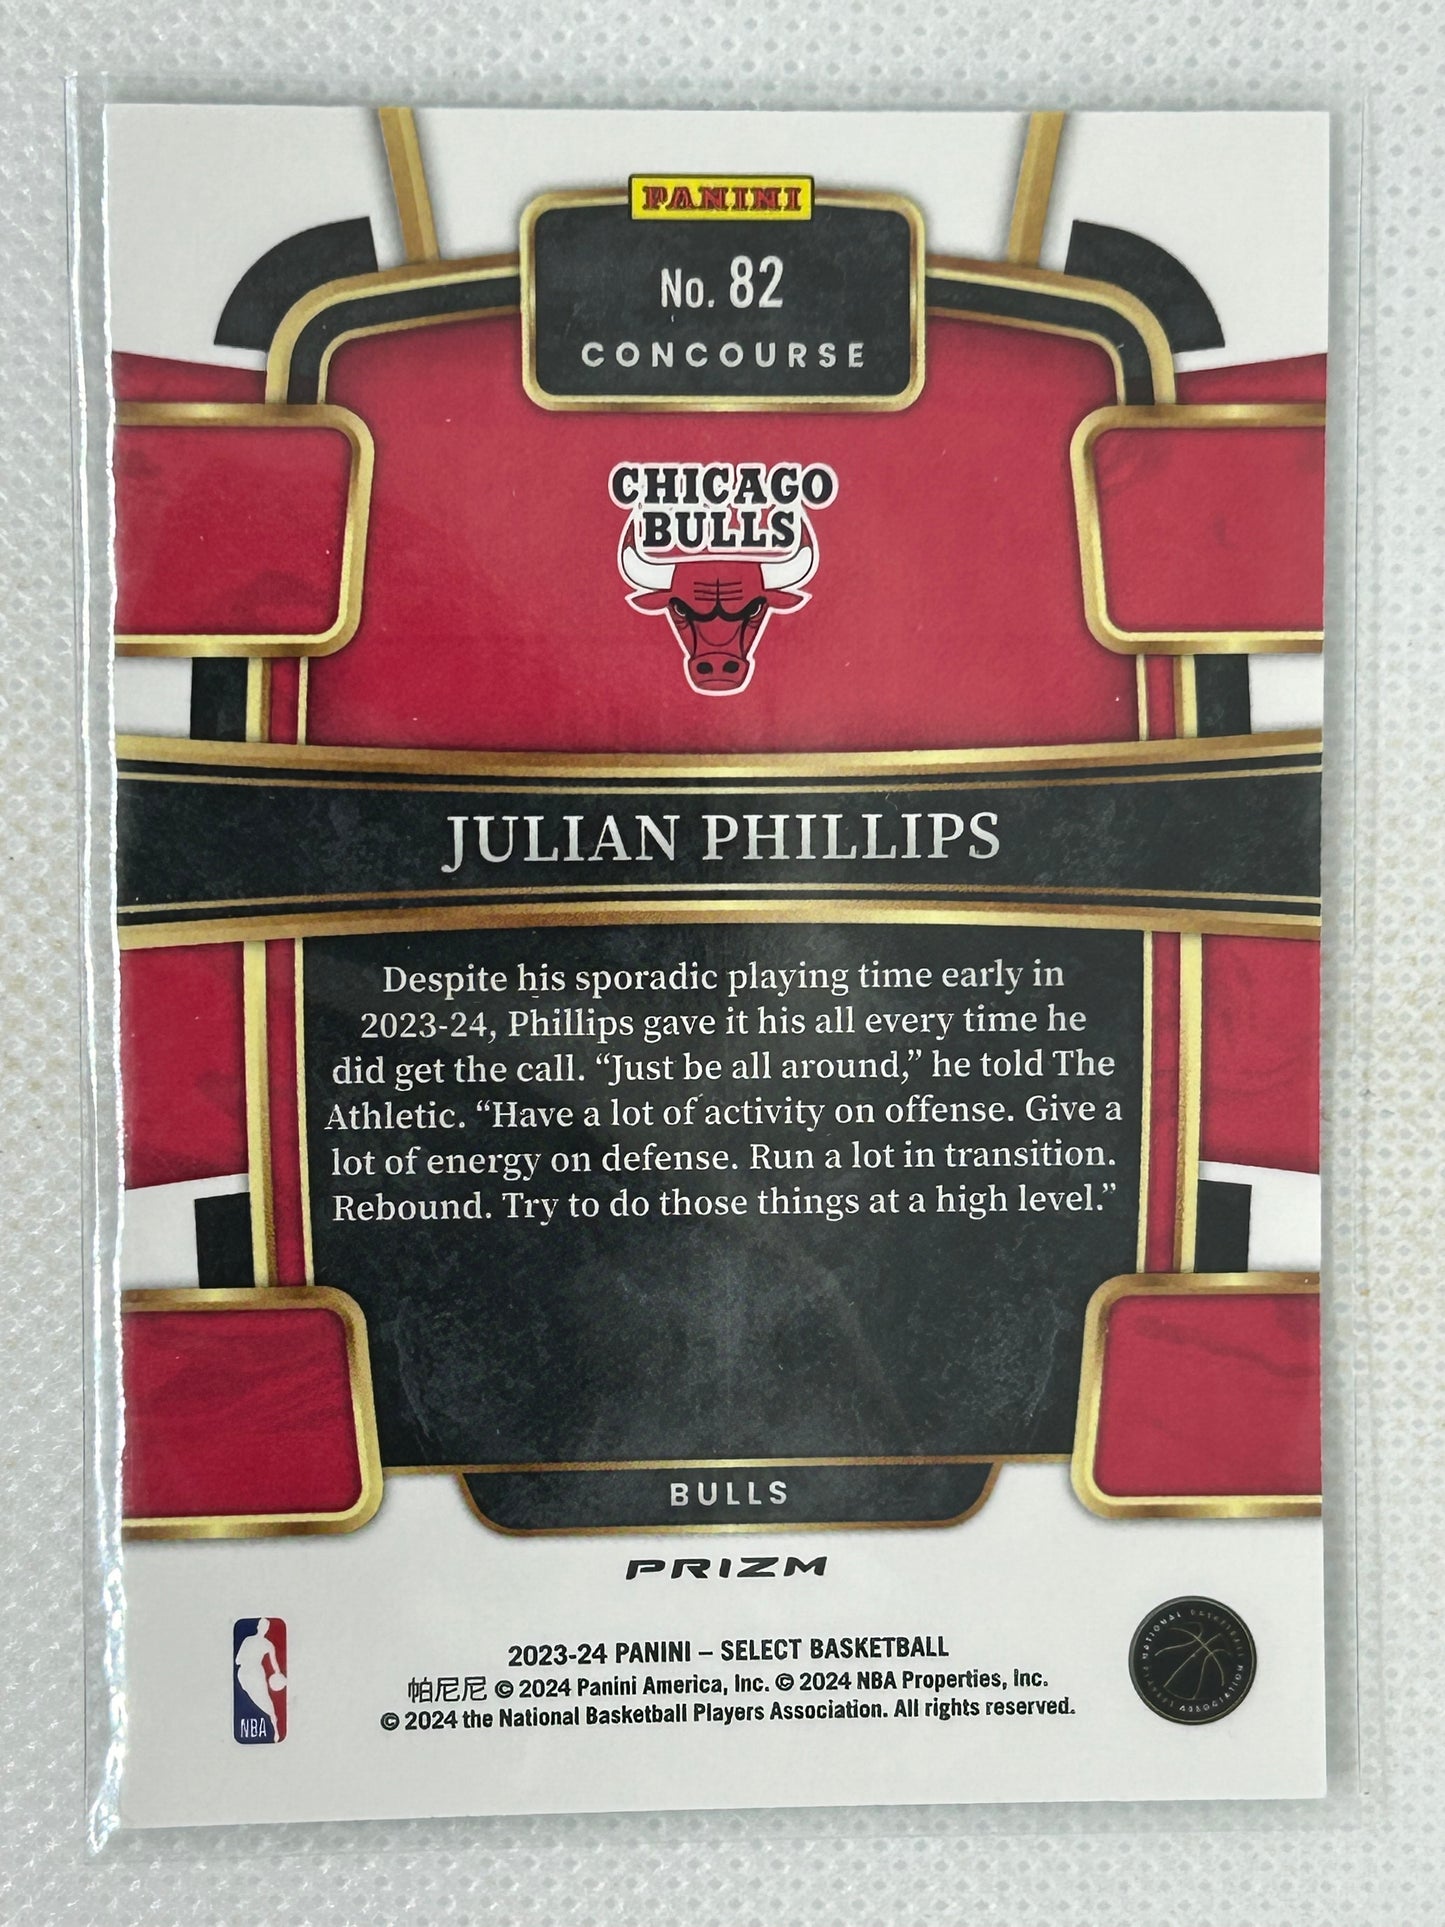 PANINI
No. 82
CONCOURSE
CHICAGO
BULLS
JULIAN PHILLIPS
Despite his sporadic playing time early in
2023-24, Phillips gave it his all every time he
did get the call. “Just be all around,” he told The
Athletic. “Have a lot of activity on offense. Give a
lot of energy on defense. Run a lot in transition.
Rebound. Try to do those things at a high level.”
BULLS
PRIZM
2023-24 PANINI – SELECT BASKETBALL
帕尼尼 © 2024 Panini America, Inc. © 2024 NBA Properties, Inc.
© 2024 the National Basketball Players Association. All rights reserved.
NBA
NATIONAL BASKETBALL